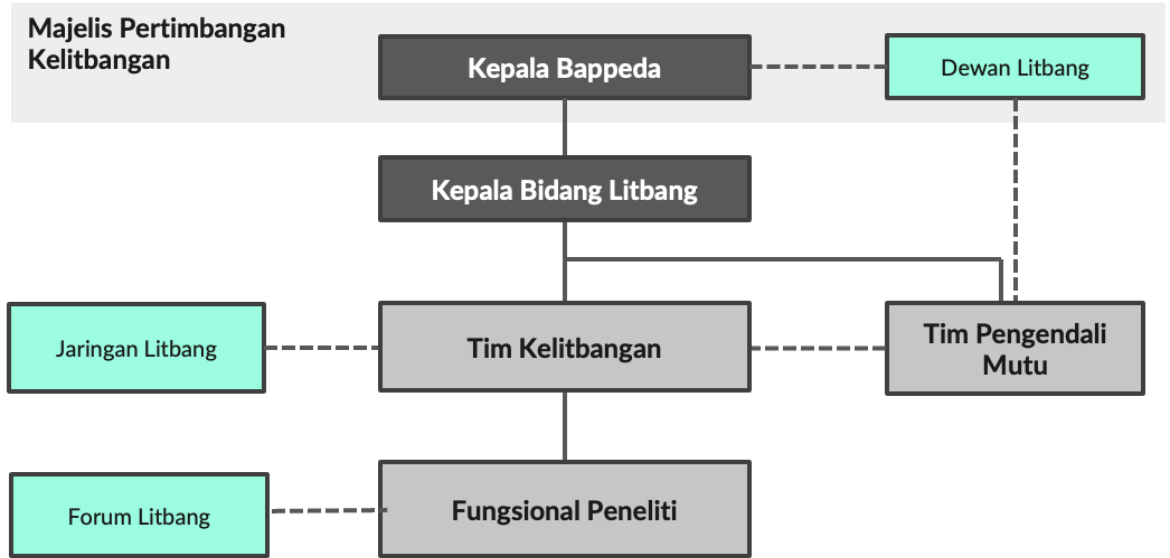 Majelis Pertimbangan
Kelitbangan
Kepala Bappeda
Dewan Litbang
Kepala Bidang Litbang
Jaringan Litbang
Tim Kelitbangan
Tim Pengendali
Mutu
Forum Litbang
Fungsional Peneliti